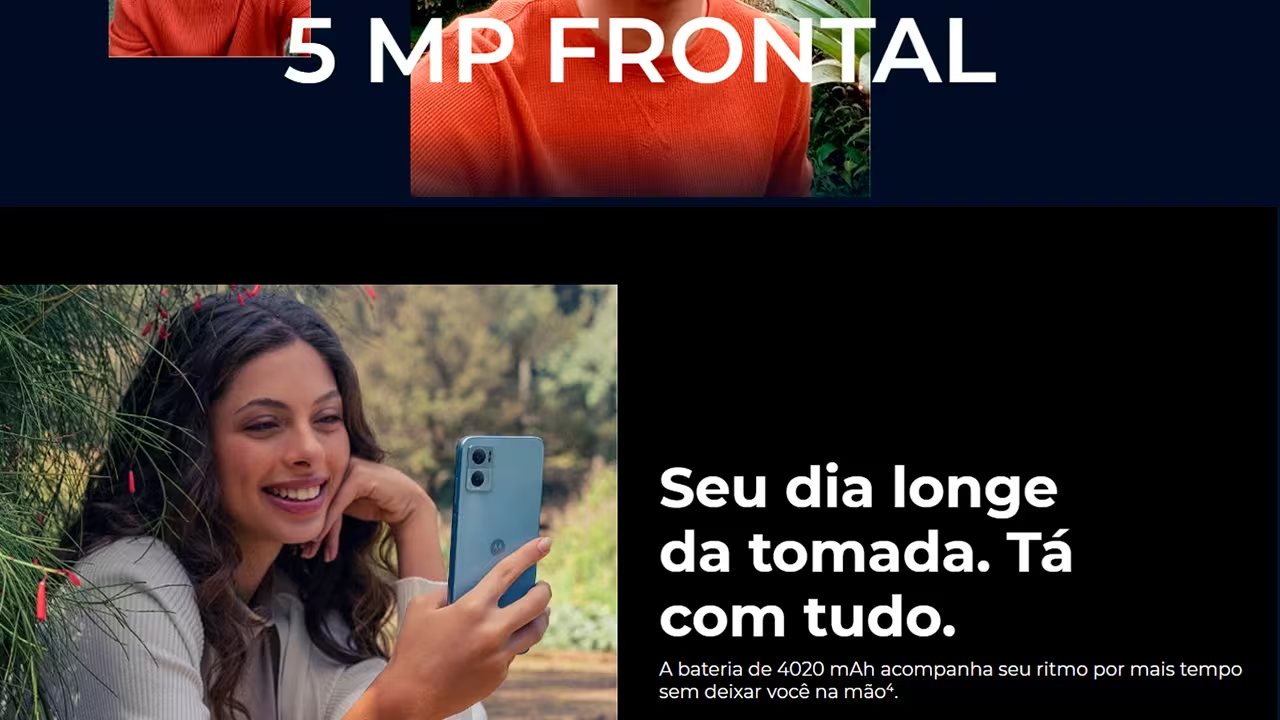 5 MP FRONTAL
Seu dia longe
da tomada. Tá
com tudo.
A bateria de 4020 mAh acompanha seu ritmo por mais tempo
sem deixar você na mão⁴.